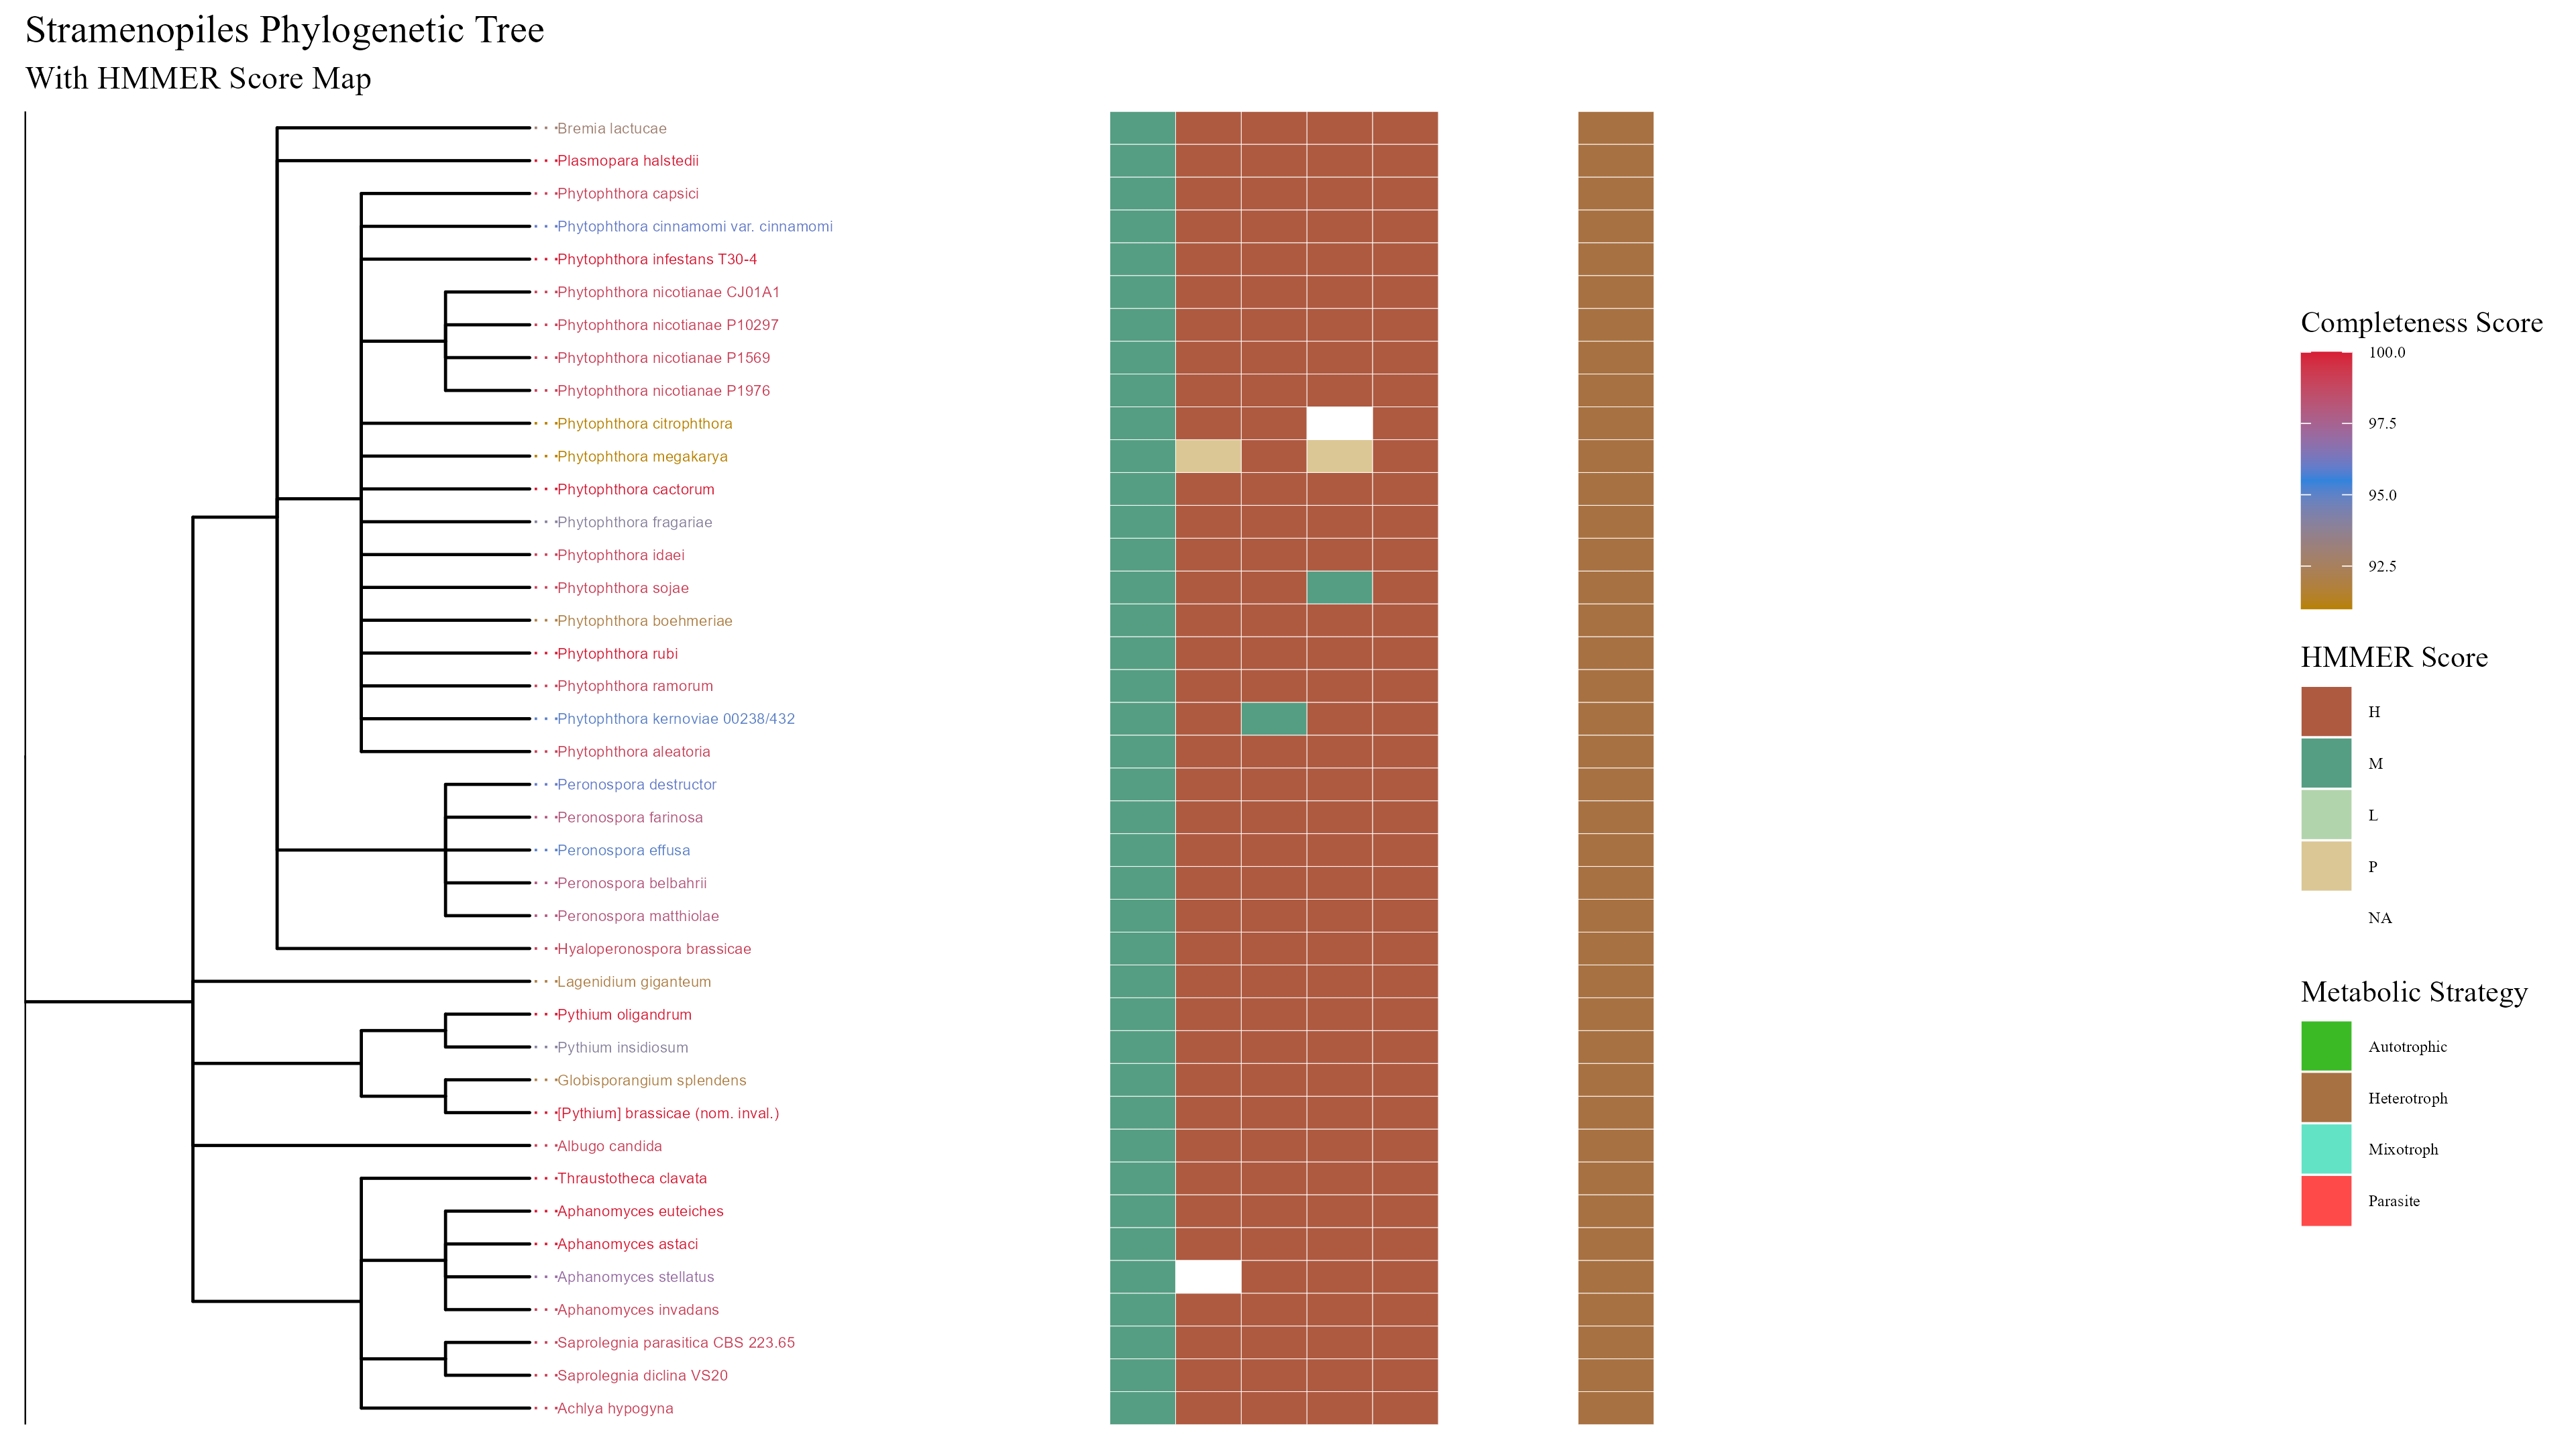 Stramenopiles Phylogenetic Tree
With HMMER Score Map
Bremia lactucae
Plasmopara halstedii
Phytophthora capsici
Phytophthora cinnamomi var. cinnamomi
Phytophthora infestans T30-4
Phytophthora nicotianae CJ01A1
Phytophthora nicotianae P10297
Phytophthora nicotianae P1569
Phytophthora nicotianae P1976
Phytophthora citrophthora
Phytophthora megakarya
Phytophthora cactorum
Phytophthora fragariae
Phytophthora idaei
Phytophthora sojae
Phytophthora boehmeriae
Phytophthora rubi
Phytophthora ramorum
Phytophthora kernoviae 00238/432
Phytophthora aleatoria
Peronospora destructor
Peronospora farinosa
Peronospora effusa
Peronospora belbahrii
Peronospora matthiolae
Hyaloperonospora brassicae
Lagenidium giganteum
Pythium oligandrum
Pythium insidiosum
Globisporangium splendens
[Pythium] brassicae (nom. inval.)
Albugo candida
Thraustotheca clavata
Aphanomyces euteiches
Aphanomyces astaci
Aphanomyces stellatus
Aphanomyces invadans
Saprolegnia parasitica CBS 223.65
Saprolegnia diclina VS20
Achlya hypogyna
Completeness Score
100.0
97.5
95.0
92.5
HMMER Score
H
M
L
P
NA
Metabolic Strategy
Autotrophic
Heterotroph
Mixotroph
Parasite